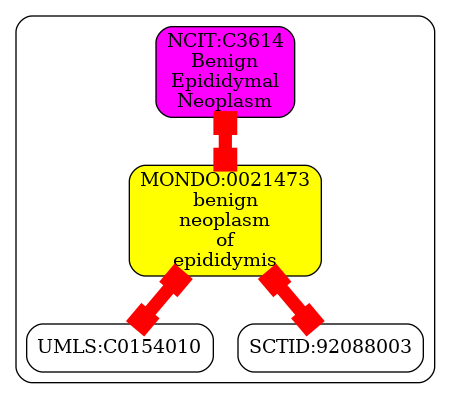 NCIT:C3614
Benign
Epididymal
Neoplasm
MONDO:0021473
benign
neoplasm
of
epididymis
UMLS:C0154010
SCTID:92088003